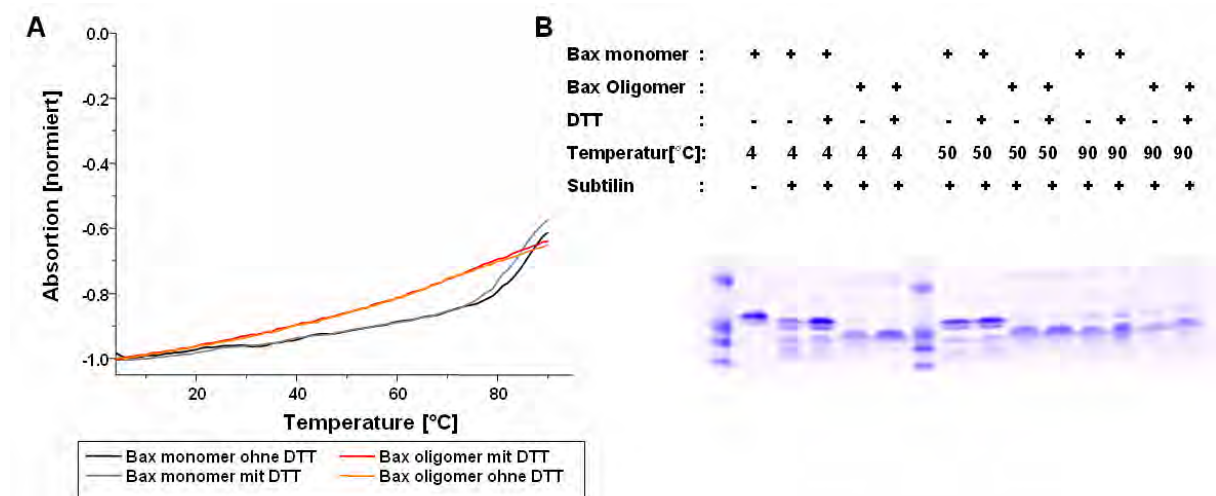 A
0.0
-0.2
-0.4
-0.6
-0.8
-1.0
Absortion [normiert]
20 40 60 80
Temperature [°C]
Bax monomer ohne DTT Bax oligomer mit DTT
Bax monomer mit DTT Bax oligomer ohne DTT
B
Bax monomer : + + + + + + +
Bax Oligomer : + + + + + +
DTT : - - + - + - + - + - + - +
Temperatur[°C]: 4 4 4 4 4 50 50 50 50 90 90 90 90
Subtilin : - + + + + + + + + + + + +